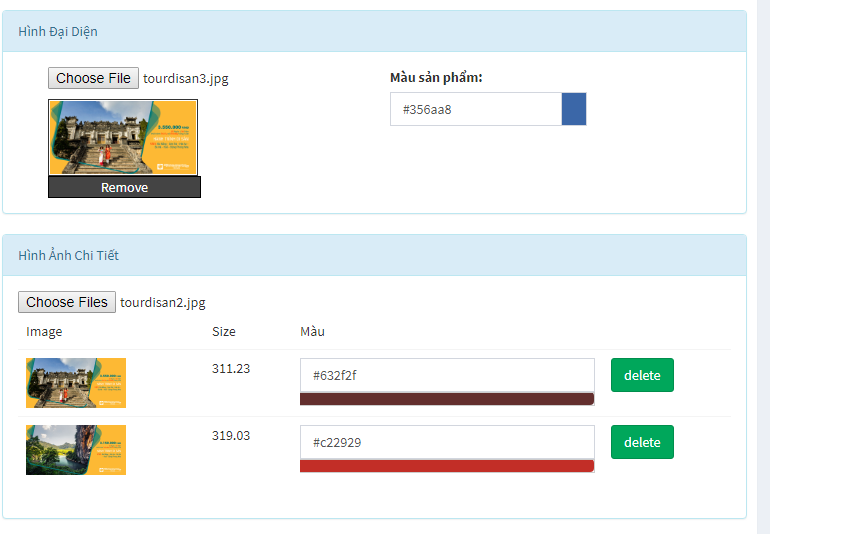 Hình Đại Diện
Choose File tourdisan3.jpg
Màu sản phẩm:
#356aa8
Remove
Hình Ảnh Chi Tiết
Choose Files tourdisan2.jpg
Image Size Màu
311.23 #632f2f delete
319.03 #c22929 delete